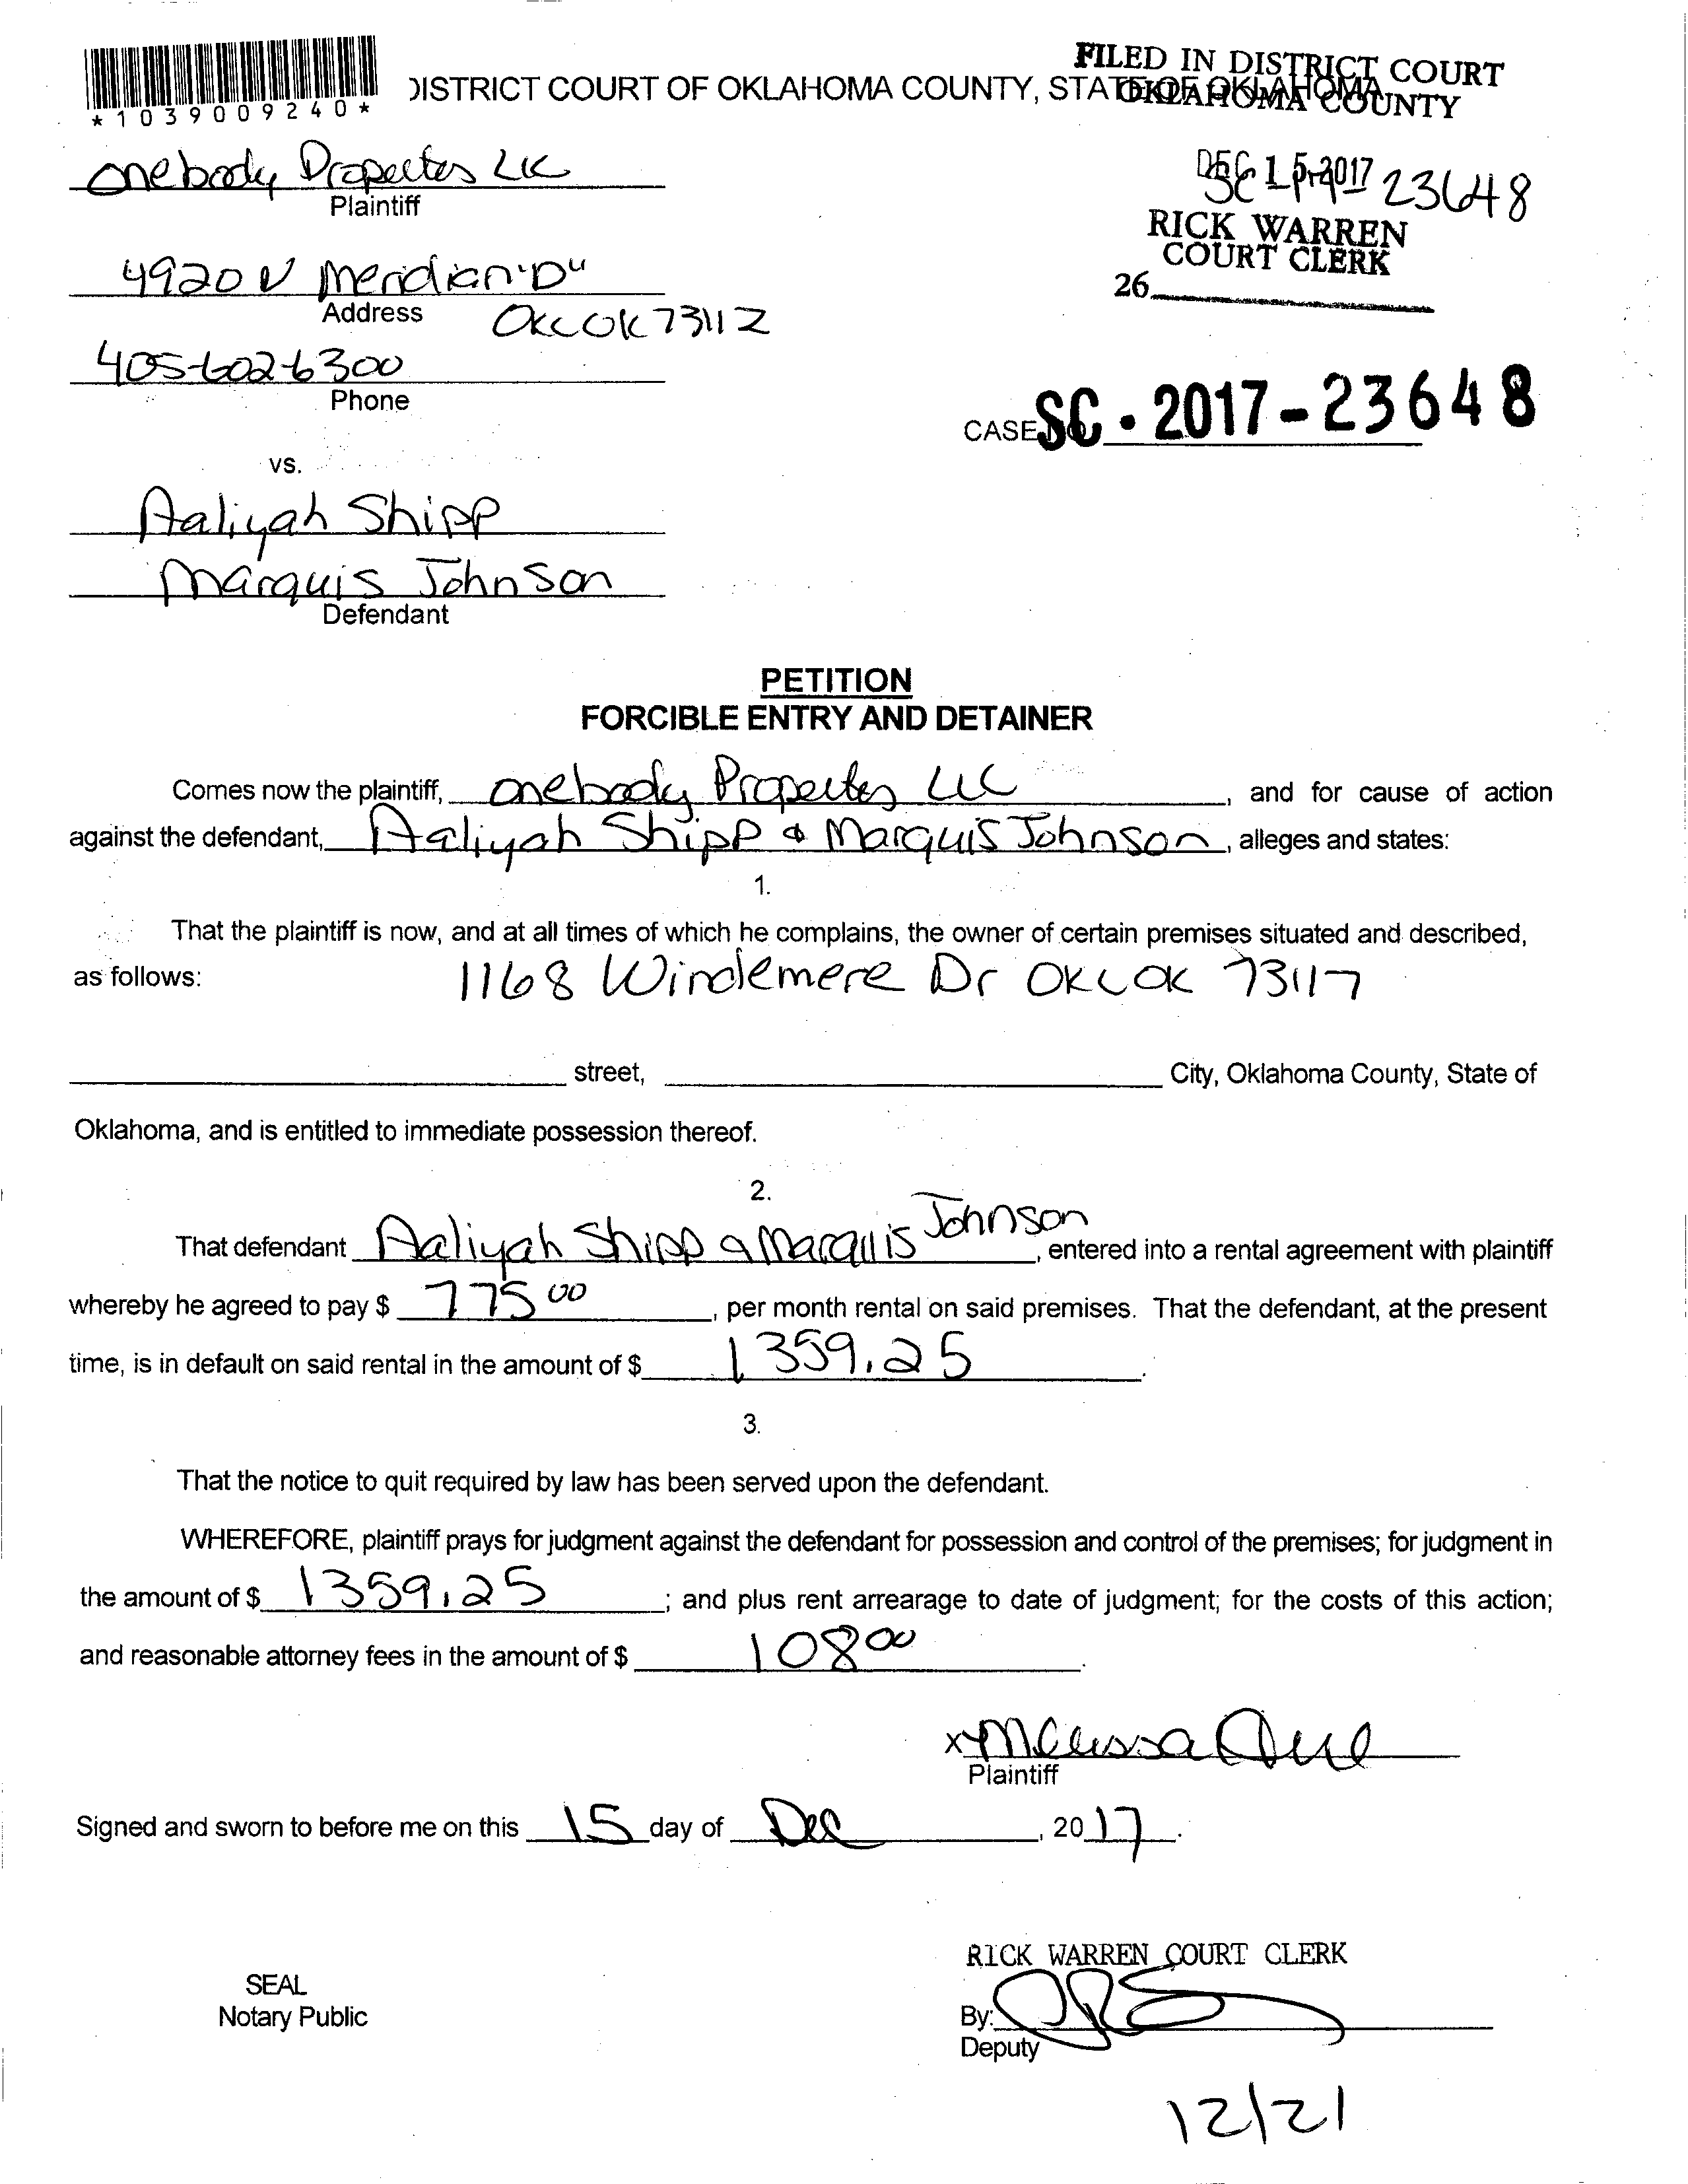 FILED IN DISTRICT COURT
OKLAHOMA COUNTY
*1039009240*
DISTRICT COURT OF OKLAHOMA COUNTY, STATE OF OKLAHOMA
onebody Properties LLC
Plaintiff
DEC 15 2017
SC 17 23648
RICK WARREN
COURT CLERK
26
4920 N Meridian "D"
Address
OKC OK 73112
405-602-6300
Phone
CASE NO. SC-2017-23648
vs.
Aaliyah Shipp
Marquis Johnson
Defendant
PETITION
FORCIBLE ENTRY AND DETAINER
Comes now the plaintiff, onebody Properties LLC, and for cause of action
against the defendant, Aaliyah Shipp & Marquis Johnson, alleges and states:
1.
That the plaintiff is now, and at all times of which he complains, the owner of certain premises situated and described,
as follows: 1168 Windemere Dr OKC OK 73117
street, City, Oklahoma County, State of
Oklahoma, and is entitled to immediate possession thereof.
2.
That defendant Aaliyah Shipp & Marquis Johnson, entered into a rental agreement with plaintiff
whereby he agreed to pay $ 775 00, per month rental on said premises. That the defendant, at the present
time, is in default on said rental in the amount of $ 1359.25.
3.
That the notice to quit required by law has been served upon the defendant.
WHEREFORE, plaintiff prays for judgment against the defendant for possession and control of the premises; for judgment in
the amount of $ 1359.25; and plus rent arrearage to date of judgment; for the costs of this action;
and reasonable attorney fees in the amount of $ 108 00.
x Melissa
Plaintiff
Signed and sworn to before me on this 15 day of Dec, 2017.
RICK WARREN COURT CLERK
SEAL
Notary Public
By:
Deputy
12/21